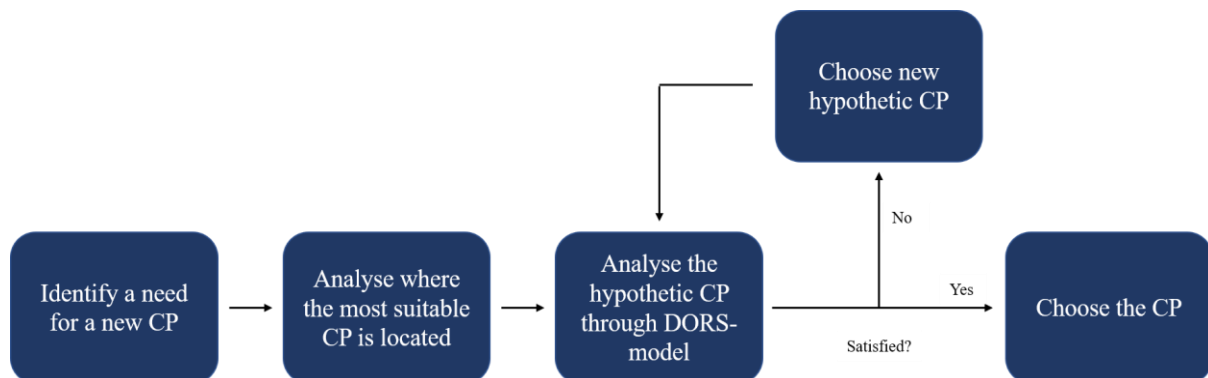 Choose new
hypothetic CP
No
Identify a need
for a new CP
Analyse where
the most suitable
CP is located
Analyse the
hypothetic CP
through DORS-
model
Yes
Satisfied?
Choose the CP